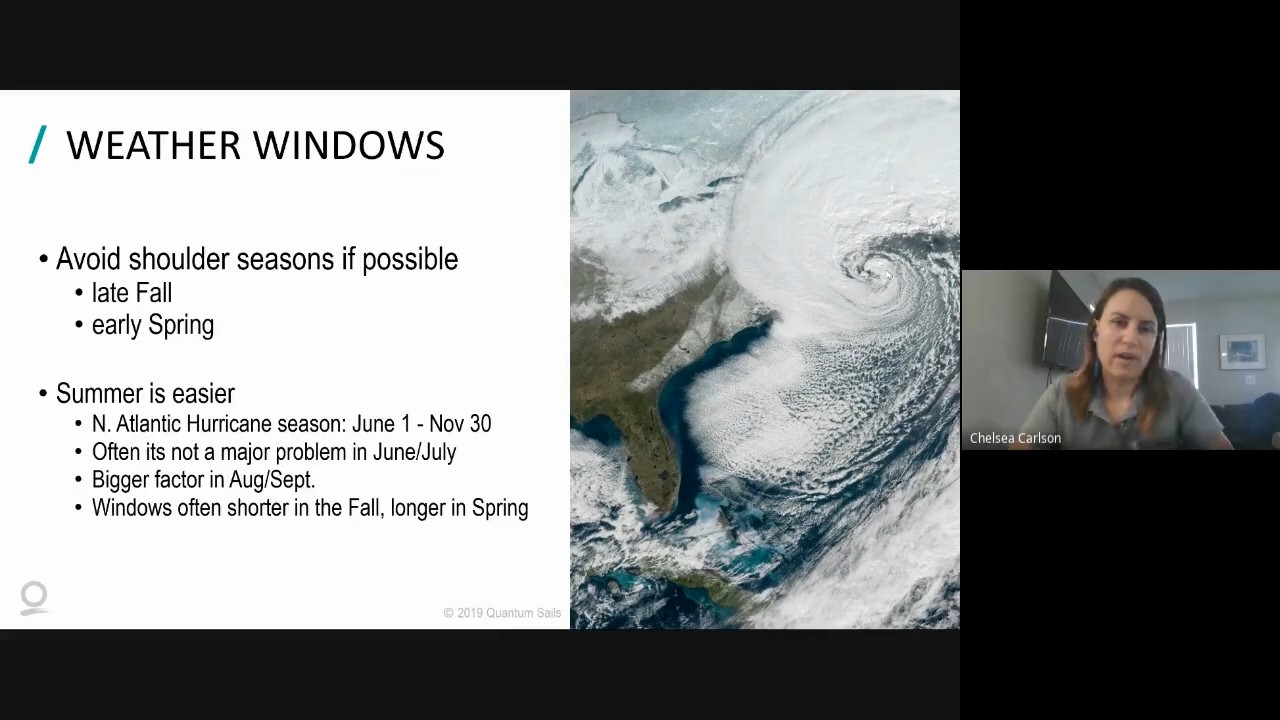 / WEATHER WINDOWS
• Avoid shoulder seasons if possible
• late Fall
• early Spring
• Summer is easier
• N. Atlantic Hurricane season: June 1 - Nov 30
• Often its not a major problem in June/July
• Bigger factor in Aug/Sept.
• Windows often shorter in the Fall, longer in Spring
© 2019 Quantum Sails
Chelsea Carlson